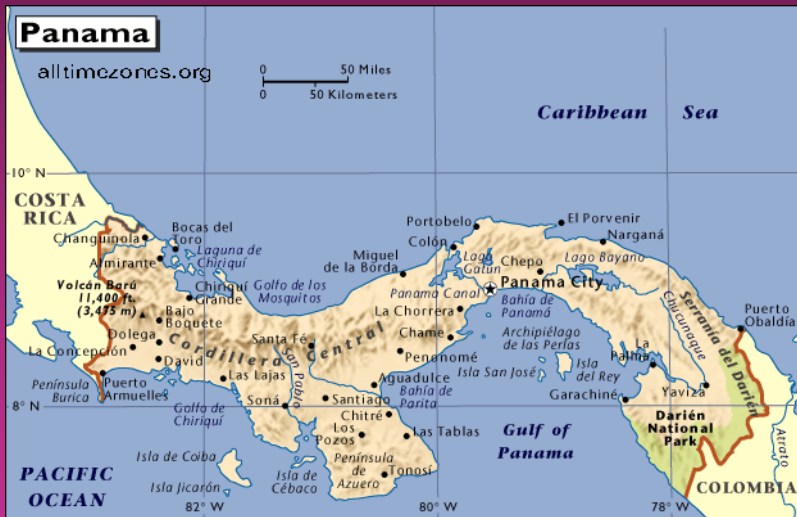 Panama
alltimezones.org
0 50 Miles
0 50 Kilometers
Caribbean Sea
10° N
COSTA
RICA
Bocas del
Toro
Portobelo
El Porvenir
Changuinola
Colón
Narganá
Laguna de
Chiriquí
Almirante
Miguel
de la Borda
Lago
Gatún
Chepo
Lago Bayano
Volcán Barú
11,400 ft.
(3,475 m)
Chiriquí
Grande
Golfo de los
Mosquitos
Panama Canal
Panama City
Bahía de
Panamá
Bajo
Boquete
La Chorrera
Serranía del Darién
Chucunaque
Puerto
Obaldía
Dolega
Cordillera Central
Santa Fé
Chame
Archipiélago
de las Perlas
La Concepción
David
San Pablo
Penonomé
La
Palma
Península
Burica
Puerto
Armuelles
Las Lajas
Aguadulce
Isla San José
Isla
del Rey
Yaviza
8° N
Golfo de
Chiriquí
Soná
Santiago
Bahía de
Parita
Garachiné
Chitré
Darién
National
Park
Los
Pozos
Las Tablas
Gulf of
Panama
Atrato
Isla de Coiba
Península
de
Azuero
PACIFIC
OCEAN
Isla Jicarón
Isla de
Cébaco
Tonosí
COLOMBIA
82° W
80° W
78° W